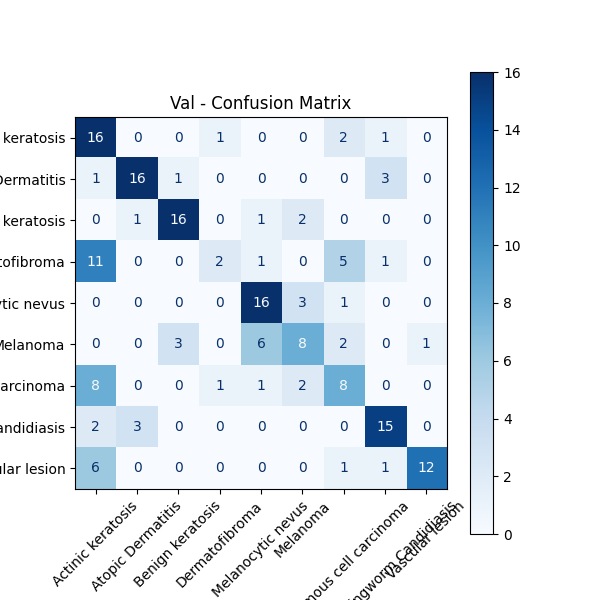 Val - Confusion Matrix
keratosis 16 0 0 1 0 0 2 1 0
Dermatitis 1 16 1 0 0 0 0 3 0
keratosis 0 1 16 0 1 2 0 0 0
tofibroma 11 0 0 2 1 0 5 1 0
ytic nevus 0 0 0 0 16 3 1 0 0
Melanoma 0 0 3 0 6 8 2 0 1
arcinoma 8 0 0 1 1 2 8 0 0
andidiasis 2 3 0 0 0 0 0 15 0
ular lesion 6 0 0 0 0 0 1 1 12
Actinic keratosis
Atopic Dermatitis
Benign keratosis
Dermatofibroma
Melanocytic nevus
Melanoma
mous cell carcinoma
ingworm Candidiasis
Vascular lesion
16
14
12
10
8
6
4
2
0